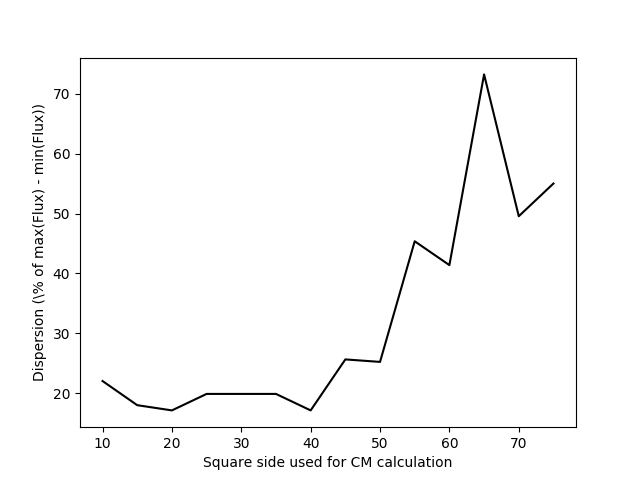 Dispersion (\% of max(Flux) - min(Flux))
70
60
50
40
30
20
10 20 30 40 50 60 70
Square side used for CM calculation